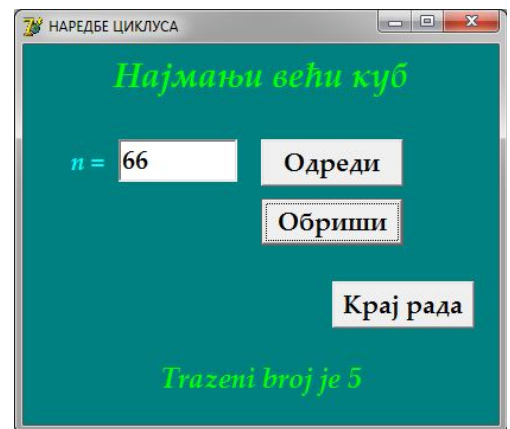 НАРЕДБЕ ЦИКЛУСА
Најмањи већи куб
n = 66 Одреди
Обриши
Крај рада
Trazeni broj je 5